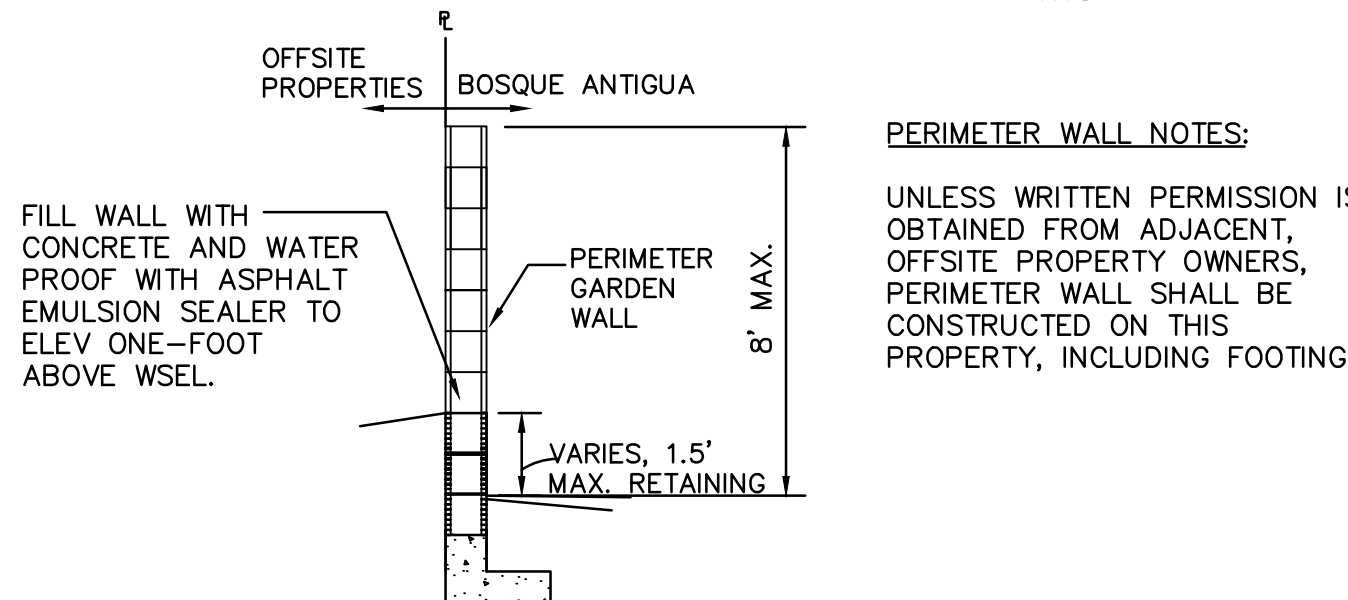 ℄
OFFSITE
PROPERTIES
BOSQUE ANTIGUA
FILL WALL WITH
CONCRETE AND WATER
PROOF WITH ASPHALT
EMULSION SEALER TO
ELEV ONE-FOOT
ABOVE WSEL.
PERIMETER
GARDEN
WALL
8' MAX.
VARIES, 1.5'
MAX. RETAINING
PERIMETER WALL NOTES:
UNLESS WRITTEN PERMISSION IS
OBTAINED FROM ADJACENT,
OFFSITE PROPERTY OWNERS,
PERIMETER WALL SHALL BE
CONSTRUCTED ON THIS
PROPERTY, INCLUDING FOOTING